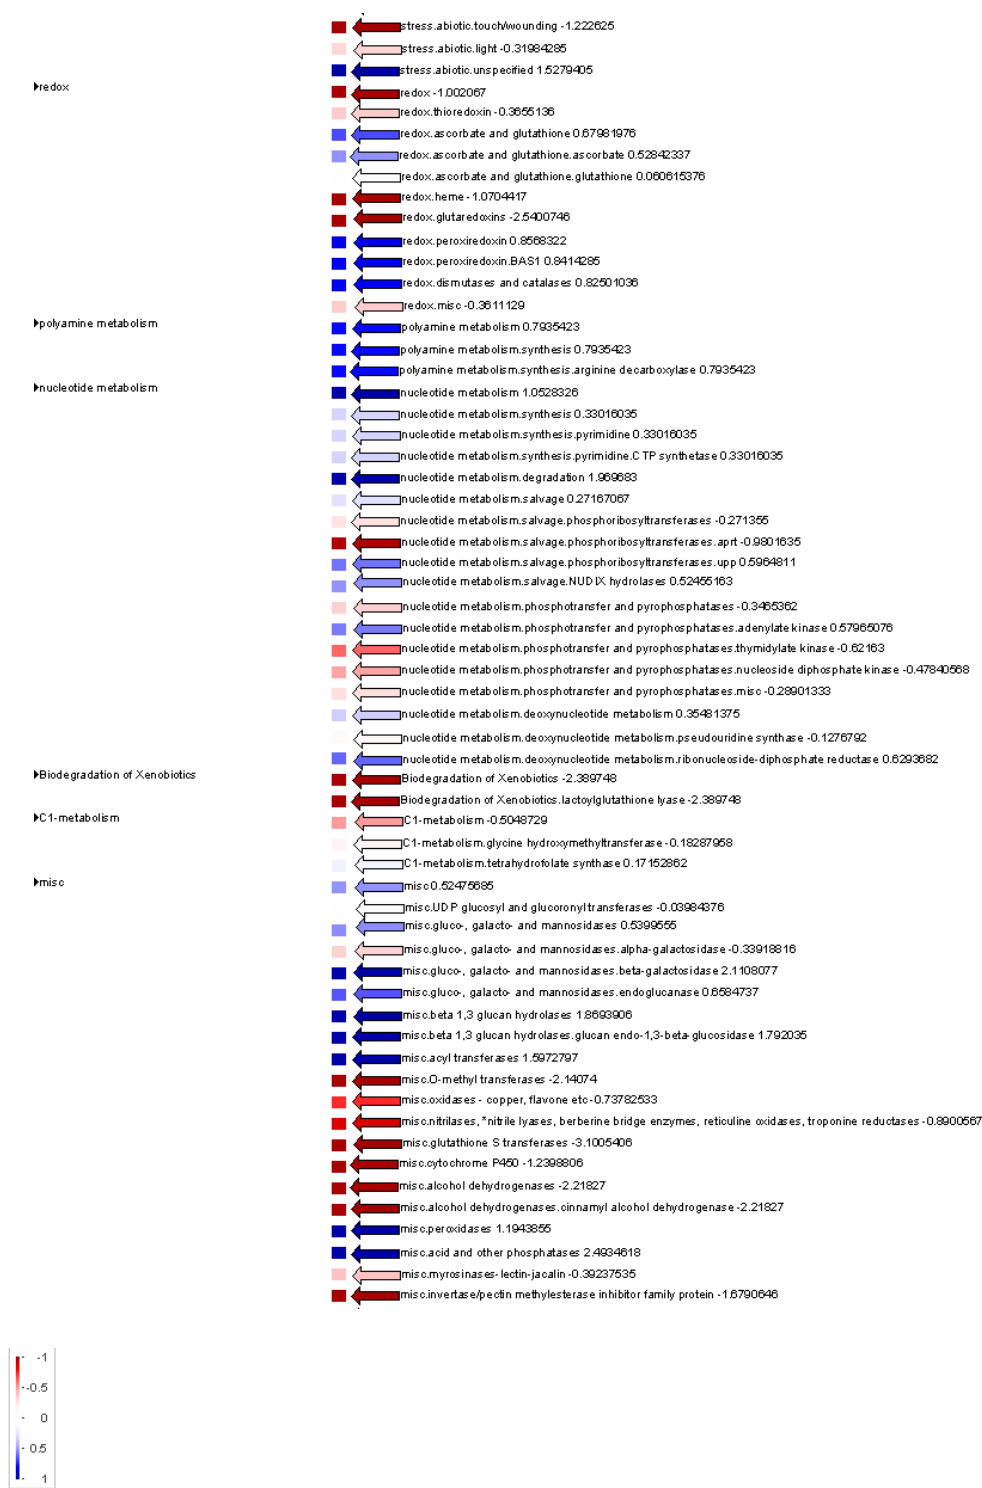 stress.abiotic.touch/wounding -1.222625
stress.abiotic.light -0.31984285
stress.abiotic.unspecified 1.5279405
redox
redox -1.002067
redox.thioredoxin -0.3655136
redox.ascorbate and glutathione 0.67981976
redox.ascorbate and glutathione.ascorbate 0.52842337
redox.ascorbate and glutathione.glutathione 0.060615376
redox.heme -1.0704417
redox.glutaredoxins -2.5400746
redox.peroxiredoxin 0.8568322
redox.peroxiredoxin.BAS1 0.8414285
redox.dismutases and catalases 0.82501036
redox.misc -0.3611129
polyamine metabolism
polyamine metabolism 0.7935423
polyamine metabolism.synthesis 0.7935423
polyamine metabolism.synthesis.arginine decarboxylase 0.7935423
nucleotide metabolism
nucleotide metabolism 1.0528326
nucleotide metabolism.synthesis 0.33016035
nucleotide metabolism.synthesis.pyrimidine 0.33016035
nucleotide metabolism.synthesis.pyrimidine.CTP synthetase 0.33016035
nucleotide metabolism.degradation 1.969683
nucleotide metabolism.salvage 0.27167067
nucleotide metabolism.salvage.phosphoribosyltransferases -0.271355
nucleotide metabolism.salvage.phosphoribosyltransferases.aprt -0.9801635
nucleotide metabolism.salvage.phosphoribosyltransferases.upp 0.5964811
nucleotide metabolism.salvage.NUDIX hydrolases 0.52455163
nucleotide metabolism.phosphotransfer and pyrophosphatases -0.3465362
nucleotide metabolism.phosphotransfer and pyrophosphatases.adenylate kinase 0.57965076
nucleotide metabolism.phosphotransfer and pyrophosphatases.thymidylate kinase -0.62163
nucleotide metabolism.phosphotransfer and pyrophosphatases.nucleoside diphosphate kinase -0.47840568
nucleotide metabolism.phosphotransfer and pyrophosphatases.misc -0.28901333
nucleotide metabolism.deoxynucleotide metabolism 0.35481375
nucleotide metabolism.deoxynucleotide metabolism.pseudouridine synthase -0.1276792
nucleotide metabolism.deoxynucleotide metabolism.ribonucleoside-diphosphate reductase 0.6293682
Biodegradation of Xenobiotics
Biodegradation of Xenobiotics -2.389748
Biodegradation of Xenobiotics.lactoylglutathione lyase -2.389748
C1-metabolism
C1-metabolism -0.5048729
C1-metabolism.glycine hydroxymethyltransferase -0.18287958
C1-metabolism.tetrahydrofolate synthase 0.17152862
misc
misc 0.52475685
misc.UDP glucosyl and glucoronyl transferases -0.03984376
misc.gluco-, galacto- and mannosidases 0.5399555
misc.gluco-, galacto- and mannosidases.alpha-galactosidase -0.33918816
misc.gluco-, galacto- and mannosidases.beta-galactosidase 2.1108077
misc.gluco-, galacto- and mannosidases.endoglucanase 0.6584737
misc.beta 1,3 glucan hydrolases 1.8693906
misc.beta 1,3 glucan hydrolases.glucan endo-1,3-beta-glucosidase 1.792035
misc.acyl transferases 1.5972797
misc.O-methyl transferases -2.14074
misc.oxidases - copper, flavone etc -0.73782533
misc.nitrilases, *nitrile lyases, berberine bridge enzymes, reticuline oxidases, troponine reductases -0.8900567
misc.glutathione S transferases -3.1005406
misc.cytochrome P450 -1.2398806
misc.alcohol dehydrogenases -2.21827
misc.alcohol dehydrogenases.cinnamyl alcohol dehydrogenase -2.21827
misc.peroxidases 1.1943855
misc.acid and other phosphatases 2.4934618
misc.myrosinases-lectin-jacalin -0.39237535
misc.invertase/pectin methylesterase inhibitor family protein -1.6790646
-1
-0.5
0
0.5
1